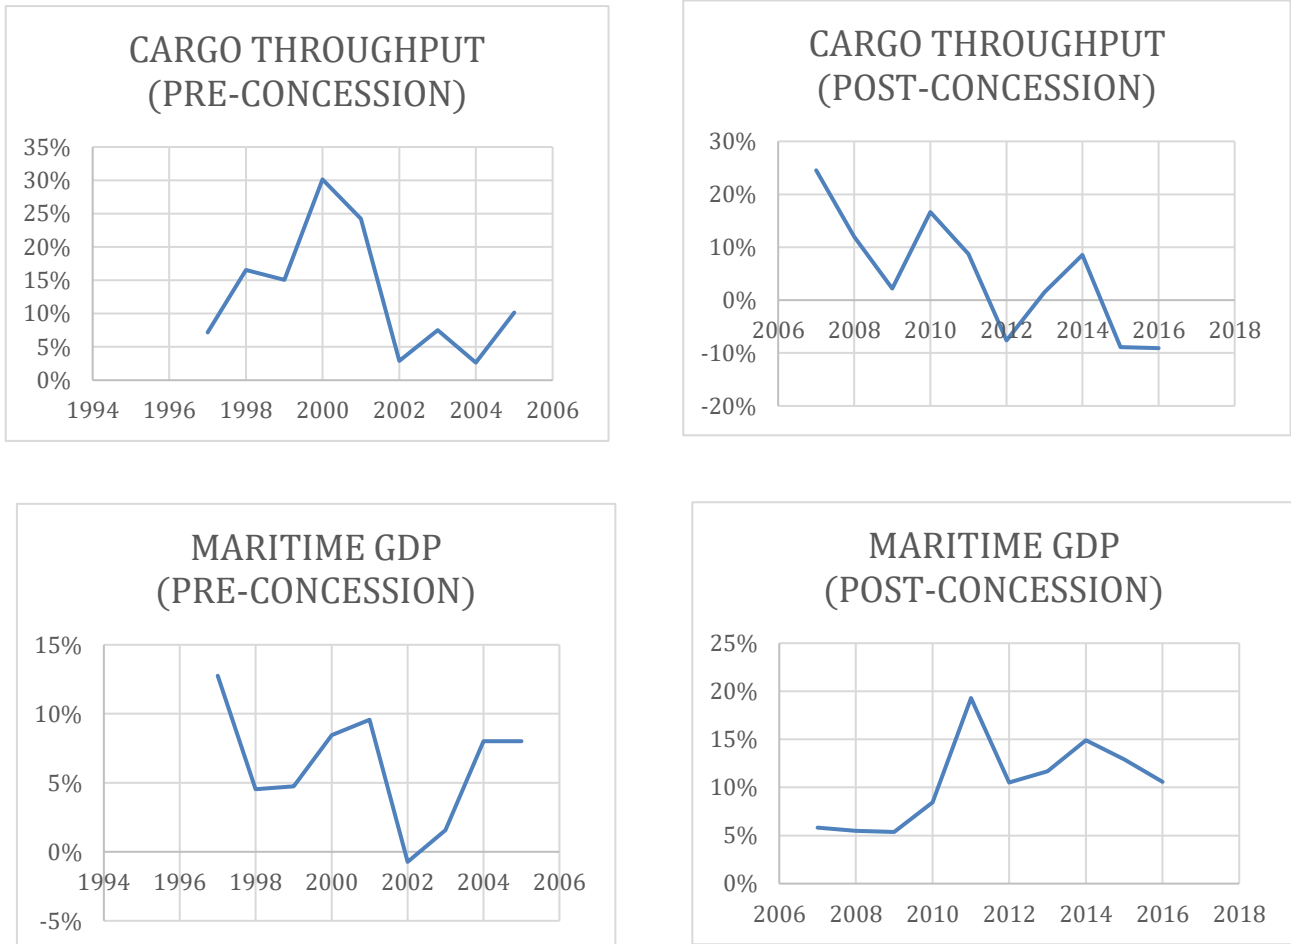 CARGO THROUGHPUT
(PRE-CONCESSION)
35%
30%
25%
20%
15%
10%
5%
0%
1994 1996 1998 2000 2002 2004 2006
CARGO THROUGHPUT
(POST-CONCESSION)
30%
20%
10%
0%
2006 2008 2010 2012 2014 2016 2018
-10%
-20%
MARITIME GDP
(PRE-CONCESSION)
15%
10%
5%
0%
1994 1996 1998 2000 2002 2004 2006
-5%
MARITIME GDP
(POST-CONCESSION)
25%
20%
15%
10%
5%
0%
2006 2008 2010 2012 2014 2016 2018